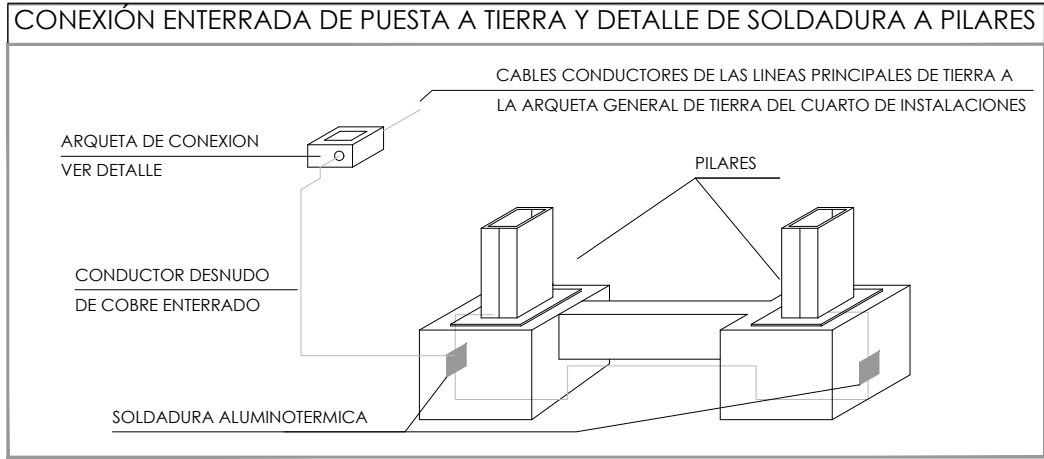 CONEXIÓN ENTERRADA DE PUESTA A TIERRA Y DETALLE DE SOLDADURA A PILARES
CABLES CONDUCTORES DE LAS LINEAS PRINCIPALES DE TIERRA A
LA ARQUETA GENERAL DE TIERRA DEL CUARTO DE INSTALACIONES
ARQUETA DE CONEXION
VER DETALLE
PILARES
CONDUCTOR DESNUDO
DE COBRE ENTERRADO
SOLDADURA ALUMINOTERMICA